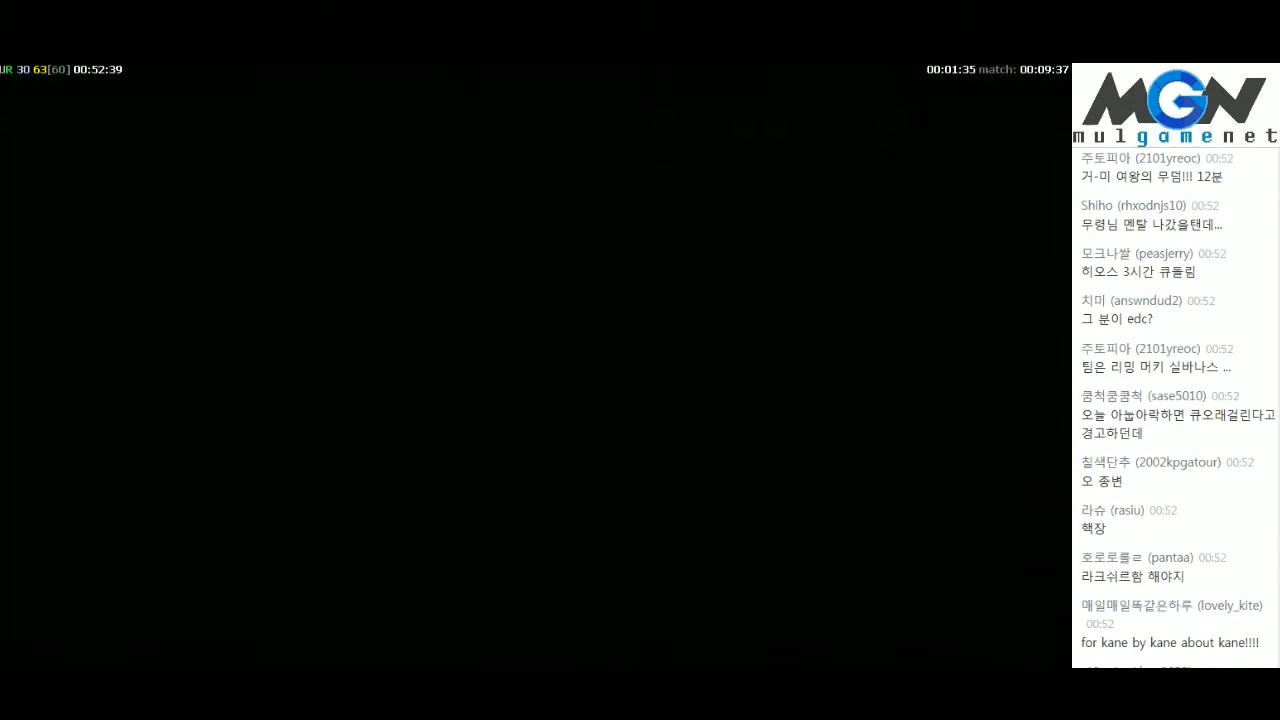 UR 30 63[60] 00:52:39
00:01:35 match: 00:09:37
MGN
mulgamenet
주토피아 (2101yreoc) 00:52
거-미 여왕의 무덤!!! 12분
Shiho (rhxodnjs10) 00:52
무령님 멘탈 나갔을탠데...
모크나쌀 (peasjerry) 00:52
히오스 3시간 큐돌림
치미 (answndud2) 00:52
그 분이 edc?
주토피아 (2101yreoc) 00:52
팀은 리밍 머키 실바나스 ...
쿰척쿰쿰척 (sase5010) 00:52
오늘 아눕아락하면 큐오래걸린다고
경고하던데
칠색단추 (2002kpgatour) 00:52
오 종변
라슈 (rasiu) 00:52
핵장
호로로롤ㄹ (pantaa) 00:52
라크쉬르함 해야지
매일매일똑같은하루 (lovely_kite)
00:52
for kane by kane about kane!!!!